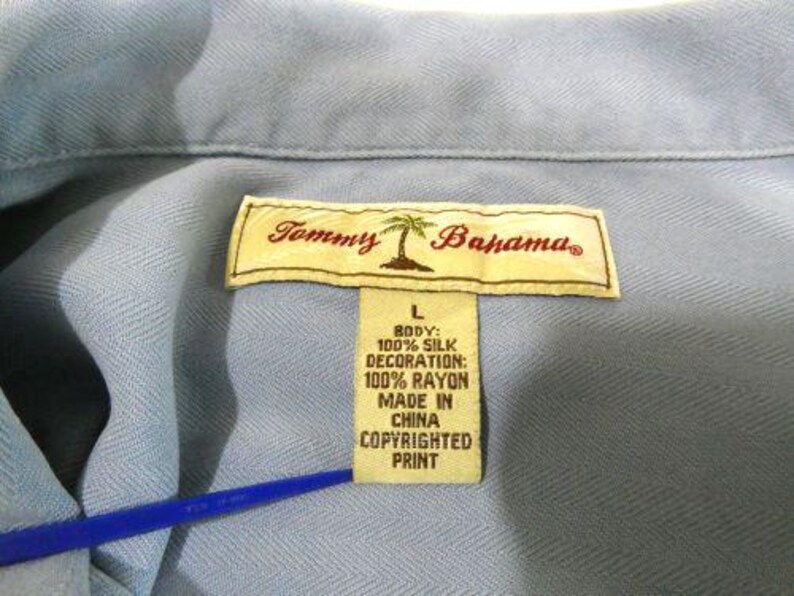 Tommy Bahama®
L
BODY:
100% SILK
DECORATION:
100% RAYON
MADE IN
CHINA
COPYRIGHTED
PRINT